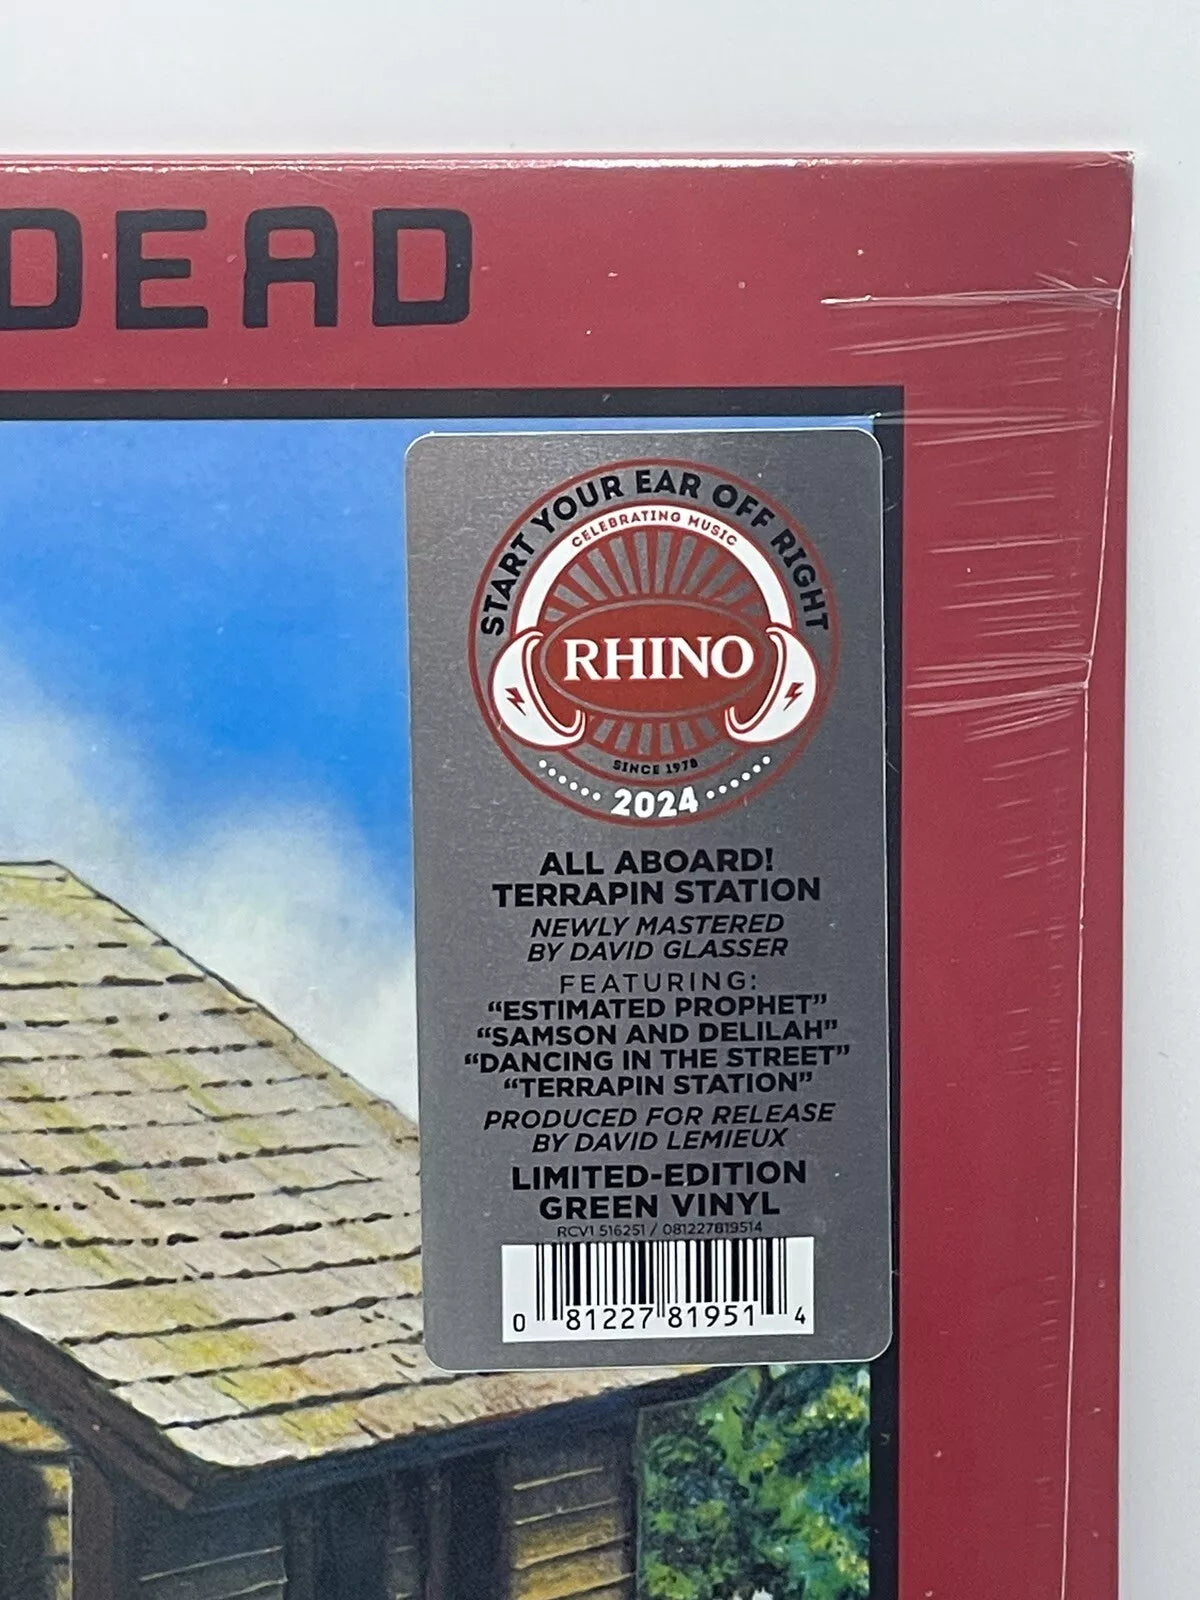 DEAD
START YOUR EAR OFF RIGHT
CELEBRATING MUSIC
RHINO
SINCE 1978
2024
ALL ABOARD!
TERRAPIN STATION
NEWLY MASTERED
BY DAVID GLASSER
FEATURING:
“ESTIMATED PROPHET”
“SAMSON AND DELILAH”
“DANCING IN THE STREET”
“TERRAPIN STATION”
PRODUCED FOR RELEASE
BY DAVID LEMIEUX
LIMITED-EDITION
GREEN VINYL
RCV1 516251 / 081227819514
0 81227 81951 4